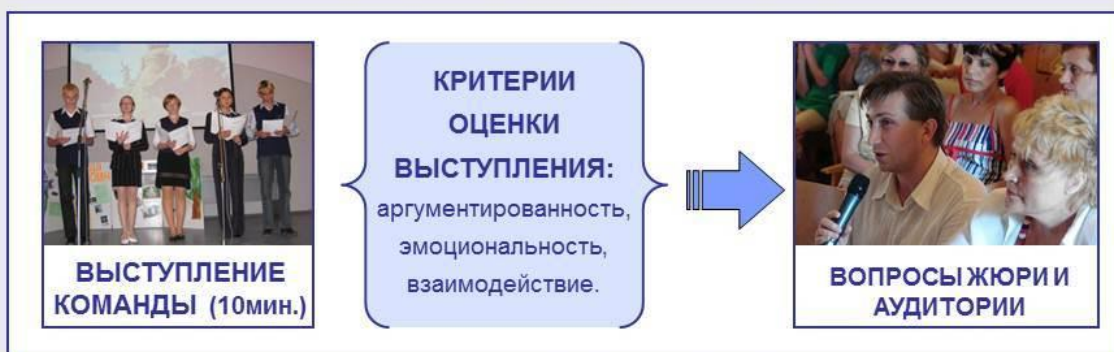 ВЫСТУПЛЕНИЕ
КОМАНДЫ (10мин.)
КРИТЕРИИ
ОЦЕНКИ
ВЫСТУПЛЕНИЯ:
аргументированность,
эмоциональность,
взаимодействие.
ВОПРОСЫ ЖЮРИ И
АУДИТОРИИ